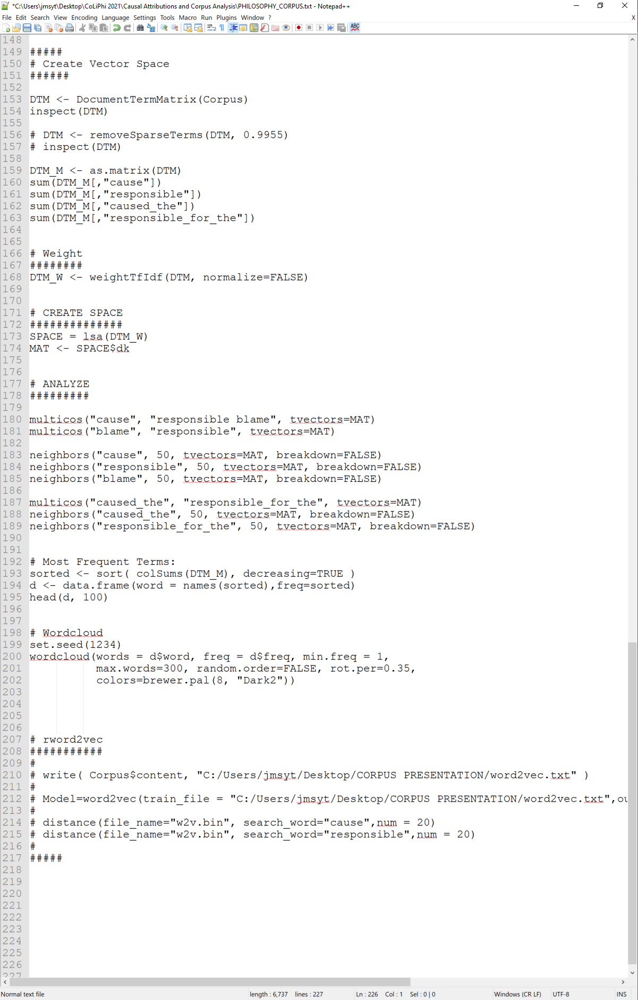 *C:\Users\jmsyt\Desktop\CoLiPhi 2021\Causal Attributions and Corpus Analysis\PHILOSOPHY_CORPUS.txt - Notepad++
File Edit Search View Encoding Language Settings Tools Macro Run Plugins Window ? X
ABC
148
149 #####
150 # Create Vector Space
151 ######
152
153 DTM <- DocumentTermMatrix(Corpus)
154 inspect(DTM)
155
156 # DTM <- removeSparseTerms(DTM, 0.9955)
157 # inspect(DTM)
158
159 DTM_M <- as.matrix(DTM)
160 sum(DTM_M[,"cause"])
161 sum(DTM_M[,"responsible"])
162 sum(DTM_M[,"caused_the"])
163 sum(DTM_M[,"responsible_for_the"])
164
165
166 # Weight
167 ########
168 DTM_W <- weightTfIdf(DTM, normalize=FALSE)
169
170
171 # CREATE SPACE
172 ##############
173 SPACE = lsa(DTM_W)
174 MAT <- SPACE$dk
175
176
177 # ANALYZE
178 #########
179
180 multicos("cause", "responsible blame", tvectors=MAT)
181 multicos("blame", "responsible", tvectors=MAT)
182
183 neighbors("cause", 50, tvectors=MAT, breakdown=FALSE)
184 neighbors("responsible", 50, tvectors=MAT, breakdown=FALSE)
185 neighbors("blame", 50, tvectors=MAT, breakdown=FALSE)
186
187 multicos("caused_the", "responsible_for_the", tvectors=MAT)
188 neighbors("caused_the", 50, tvectors=MAT, breakdown=FALSE)
189 neighbors("responsible_for_the", 50, tvectors=MAT, breakdown=FALSE)
190
191
192 # Most Frequent Terms:
193 sorted <- sort( colSums(DTM_M), decreasing=TRUE )
194 d <- data.frame(word = names(sorted),freq=sorted)
195 head(d, 100)
196
197
198 # Wordcloud
199 set.seed(1234)
200 wordcloud(words = d$word, freq = d$freq, min.freq = 1,
201 max.words=300, random.order=FALSE, rot.per=0.35,
202 colors=brewer.pal(8, "Dark2"))
203
204
205
206
207 # rword2vec
208 ###########
209 #
210 # write( Corpus$content, "C:/Users/jmsyt/Desktop/CORPUS PRESENTATION/word2vec.txt" )
211 #
212 # Model=word2vec(train_file = "C:/Users/jmsyt/Desktop/CORPUS PRESENTATION/word2vec.txt",ou
213 #
214 # distance(file_name="w2v.bin", search_word="cause",num = 20)
215 # distance(file_name="w2v.bin", search_word="responsible",num = 20)
216 #
217 #####
218
219
220
221
222
223
224
225
226
227
Normal text file length : 6,737 lines : 227 Ln : 226 Col : 1 Sel : 0 | 0 Windows (CR LF) UTF-8 INS